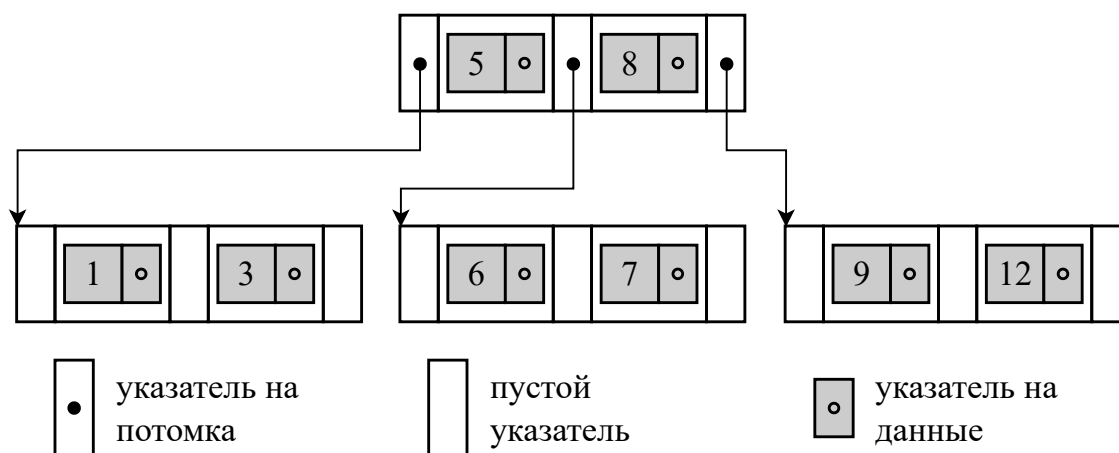 5 8
1 3 6 7 9 12
указатель на
потомка
пустой
указатель
указатель на
данные